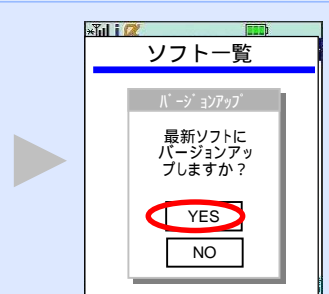 ソフト一覧
バージョンアップ
最新ソフトに
バージョンアッ
プしますか？
YES
NO